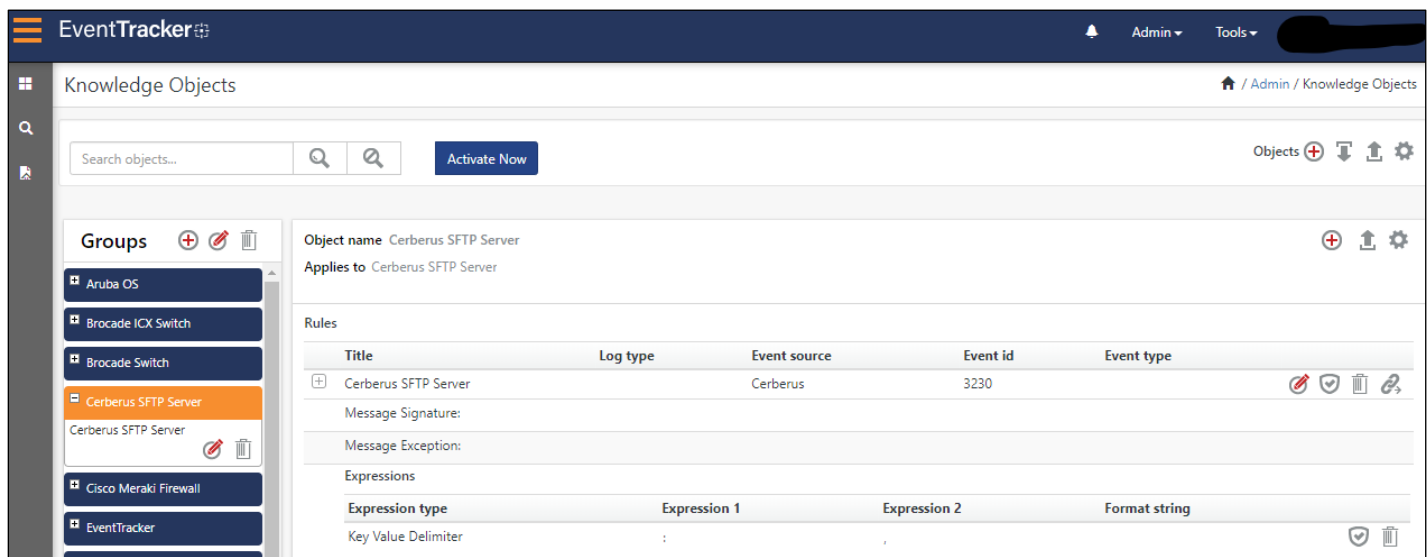 EventTracker
Admin
Tools
Knowledge Objects
/ Admin / Knowledge Objects
Search objects...
Activate Now
Objects
Groups
Aruba OS
Brocade ICX Switch
Brocade Switch
Cerberus SFTP Server
Cerberus SFTP Server
Cisco Meraki Firewall
EventTracker
Object name Cerberus SFTP Server
Applies to Cerberus SFTP Server
Rules
Title Log type Event source Event id Event type
Cerberus SFTP Server Cerberus 3230
Message Signature:
Message Exception:
Expressions
Expression type Expression 1 Expression 2 Format string
Key Value Delimiter : ,